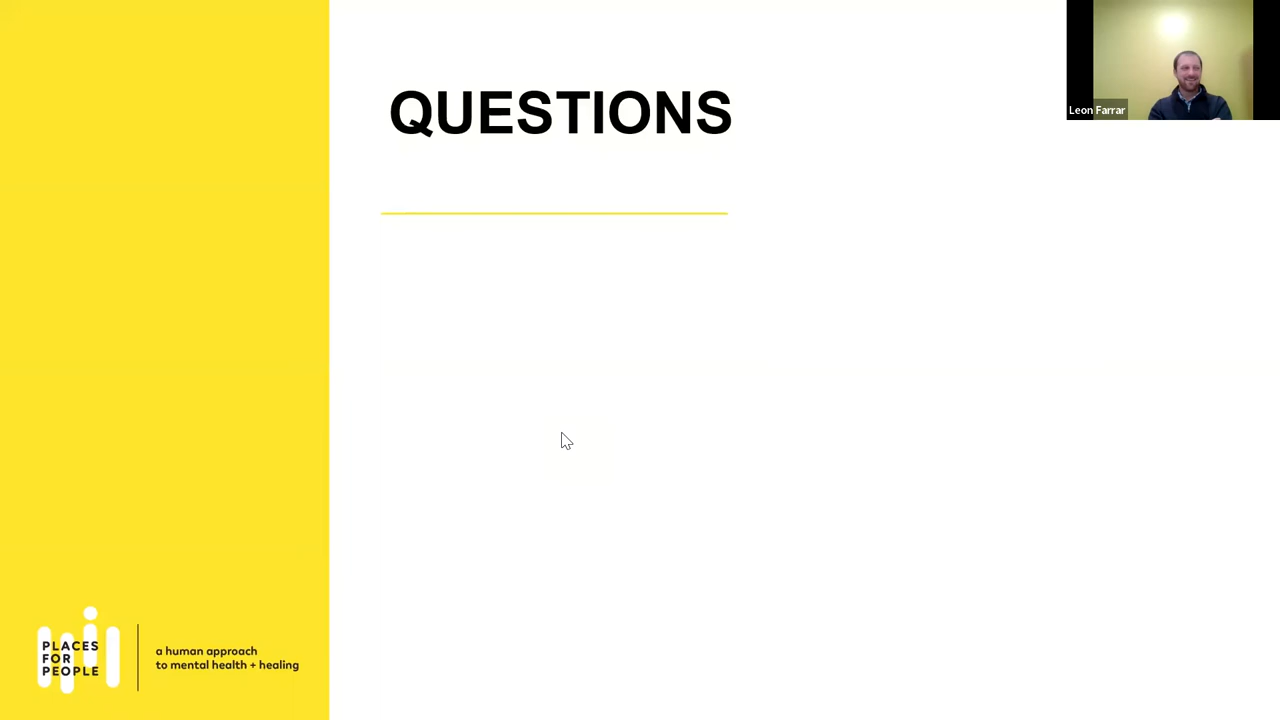 QUESTIONS
Leon Farrar
PLACES
FOR
PEOPLE
a human approach
to mental health + healing